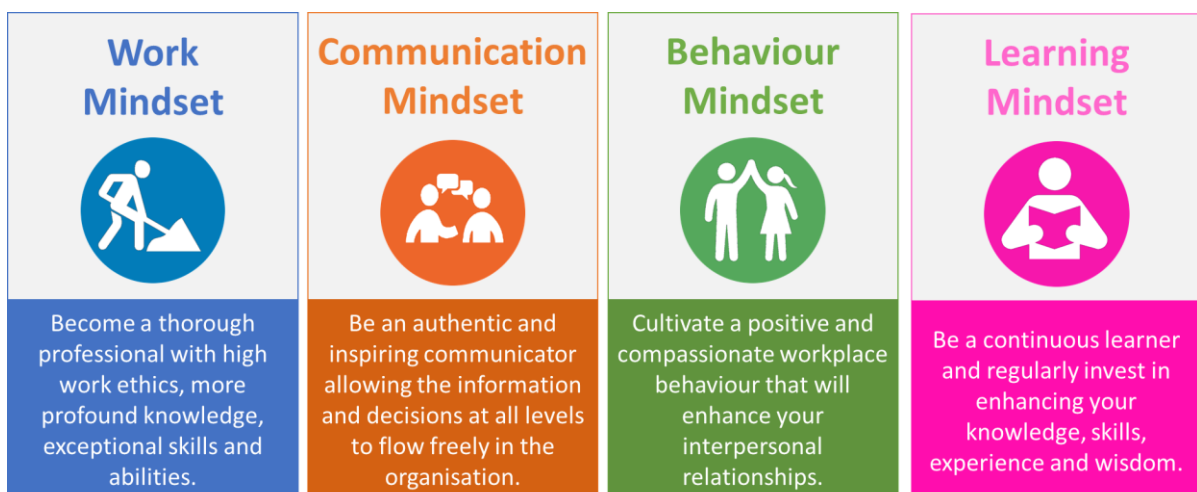 Work
Mindset
Become a thorough
professional with high
work ethics, more
profound knowledge,
exceptional skills and
abilities.
Communication
Mindset
Be an authentic and
inspiring communicator
allowing the information
and decisions at all levels
to flow freely in the
organisation.
Behaviour
Mindset
Cultivate a positive and
compassionate workplace
behaviour that will
enhance your
interpersonal
relationships.
Learning
Mindset
Be a continuous learner
and regularly invest in
enhancing your
knowledge, skills,
experience and wisdom.